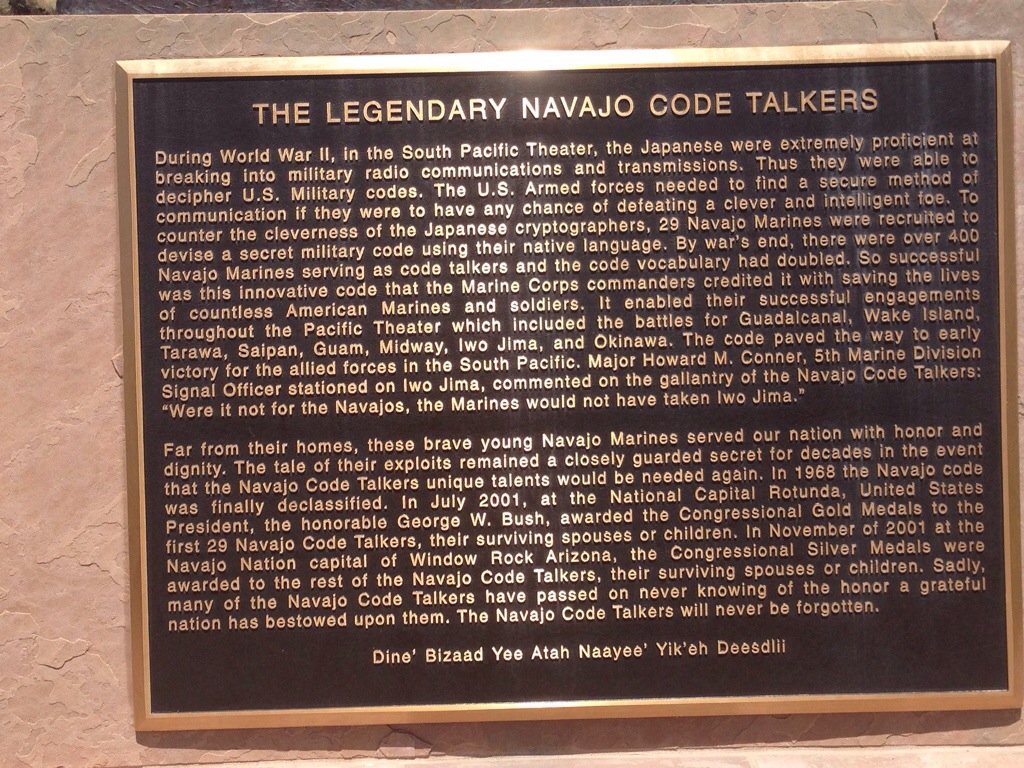 THE LEGENDARY NAVAJO CODE TALKERS
During World War II, in the South Pacific Theater, the Japanese were extremely proficient at
breaking into military radio communications and transmissions. Thus they were able to
decipher U.S. Military codes. The U.S. Armed forces needed to find a secure method of
communication if they were to have any chance of defeating a clever and intelligent foe. To
counter the cleverness of the Japanese cryptographers, 29 Navajo Marines were recruited to
devise a secret military code using their native language. By war's end, there were over 400
Navajo Marines serving as code talkers and the code vocabulary had doubled. So successful
was this innovative code that the Marine Corps commanders credited it with saving the lives
of countless American Marines and soldiers. It enabled their successful engagements
throughout the Pacific Theater which included the battles for Guadalcanal, Wake Island,
Tarawa, Saipan, Guam, Midway, Iwo Jima, and Okinawa. The code paved the way to early
victory for the allied forces in the South Pacific. Major Howard M. Conner, 5th Marine Division
Signal Officer stationed on Iwo Jima, commented on the gallantry of the Navajo Code Talkers:
"Were it not for the Navajos, the Marines would not have taken Iwo Jima."
Far from their homes, these brave young Navajo Marines served our nation with honor and
dignity. The tale of their exploits remained a closely guarded secret for decades in the event
that the Navajo Code Talkers unique talents would be needed again. In 1968 the Navajo code
was finally declassified. In July 2001, at the National Capital Rotunda, United States
President, the honorable George W. Bush, awarded the Congressional Gold Medals to the
first 29 Navajo Code Talkers, their surviving spouses or children. In November of 2001 at the
Navajo Nation capital of Window Rock Arizona, the Congressional Silver Medals were
awarded to the rest of the Navajo Code Talkers, their surviving spouses or children. Sadly,
many of the Navajo Code Talkers have passed on never knowing of the honor a grateful
nation has bestowed upon them. The Navajo Code Talkers will never be forgotten.
Dine' Bizaad Yee Atah Naayee' Yik'eh Deesdlii